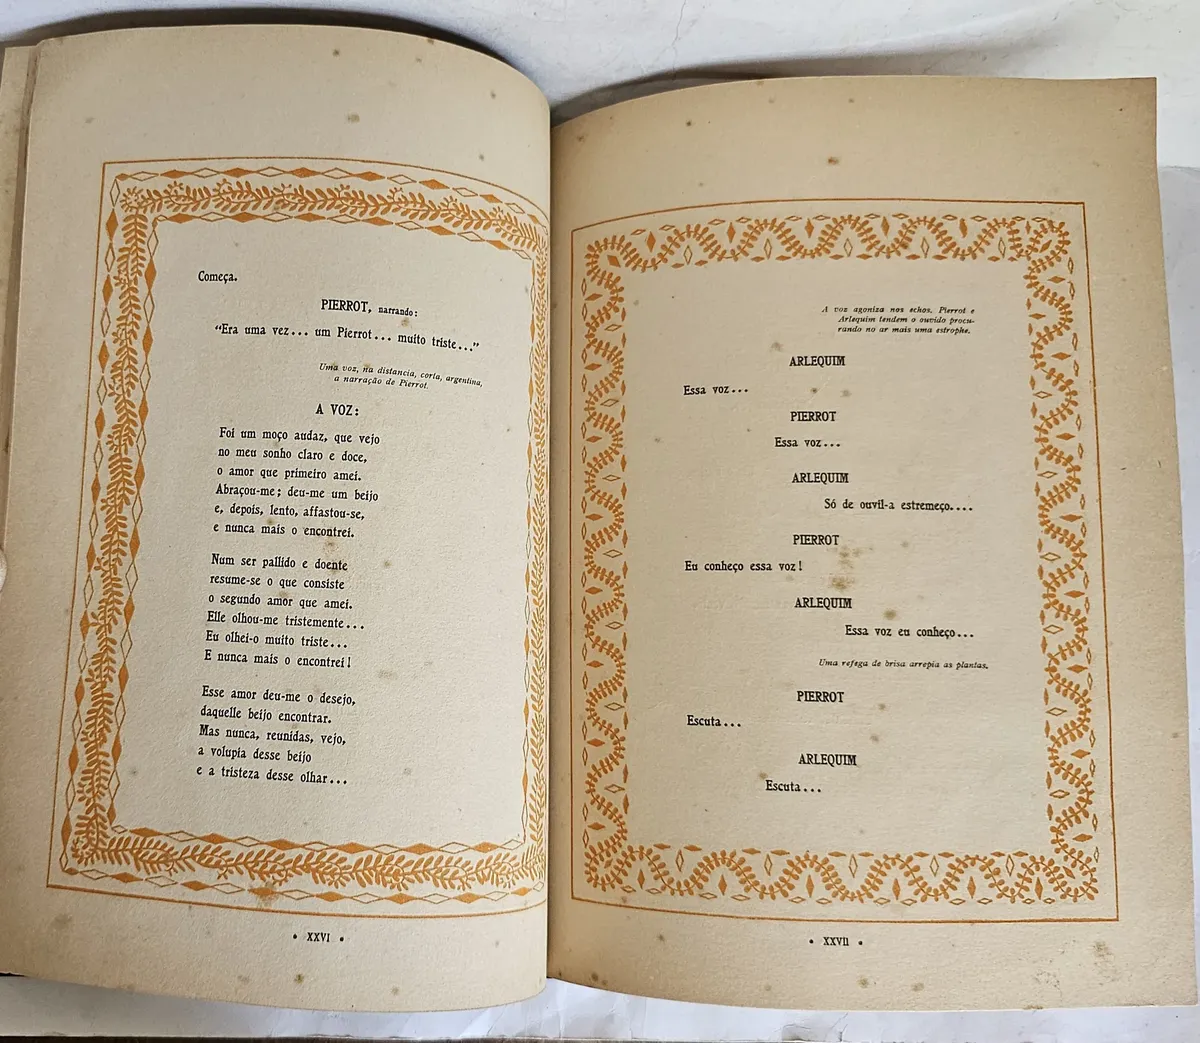 Começa.
PIERROT, narrando:
“Era uma vez... um Pierrot... muito triste...”
Uma voz, na distancia, corta, argentina,
a narração de Pierrot.
A VOZ:
Foi um moço audaz, que vejo
no meu sonho claro e doce,
o amor que primeiro amei.
Abraçou-me; deu-me um beijo
e, depois, lento, affastou-se,
e nunca mais o encontrei.
Num ser pallido e doente
resume-se o que consiste
o segundo amor que amei.
Elle olhou-me tristemente...
Eu olhei-o muito triste...
E nunca mais o encontrei!
Esse amor deu-me o desejo,
daquelle beijo encontrar.
Mas nunca, reunidas, vejo,
a volupia desse beijo
e a tristeza desse olhar...
• XXVI •
A voz agoniza nos echos. Pierrot e
Arlequim tendem o ouvido procu-
rando no ar mais uma estrophe.
ARLEQUIM
Essa voz...
PIERROT
Essa voz...
ARLEQUIM
Só de ouvil-a estremeço....
PIERROT
Eu conheço essa voz!
ARLEQUIM
Essa voz eu conheço...
Uma refega de brisa arrepia as plantas.
PIERROT
Escuta...
ARLEQUIM
Escuta...
• XXVII •